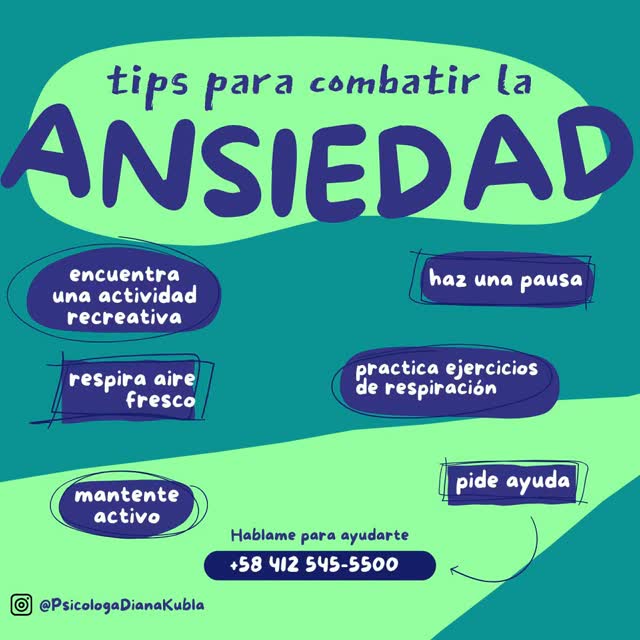 tips para combatir la
ANSIEDAD
encuentra
una actividad
recreativa
haz una pausa
respira aire
fresco
practica ejercicios
de respiración
mantente
activo
pide ayuda
Hablame para ayudarte
+58 412 545-5500
@PsicologaDianaKubla